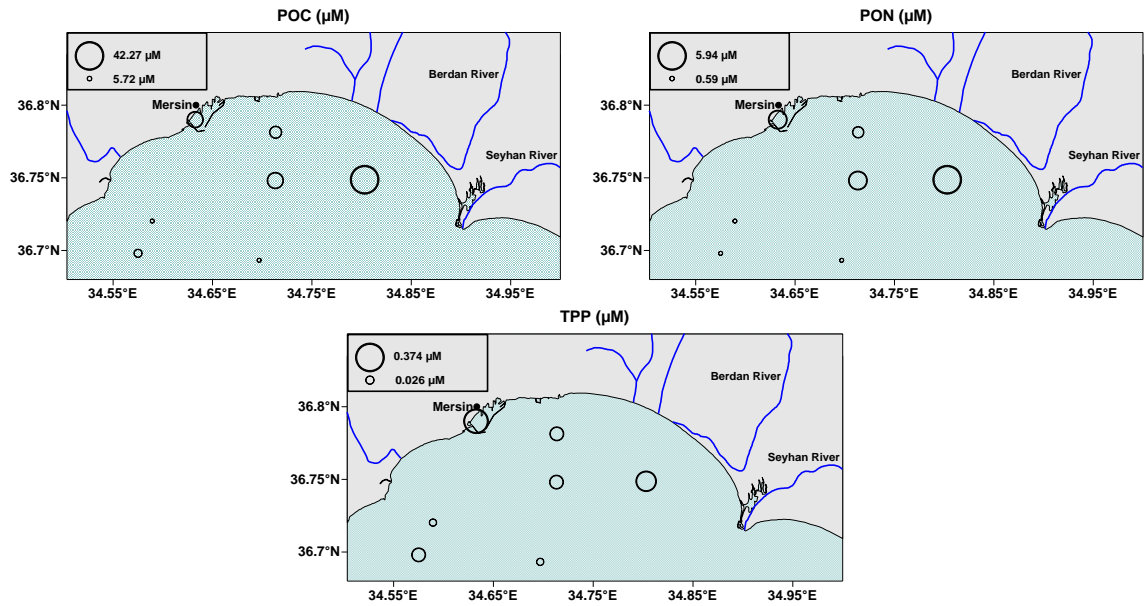 POC (µM)
42.27 µM
5.72 µM
Berdan River
36.8°N
Mersin
Seyhan River
36.75°N
36.7°N
34.55°E 34.65°E 34.75°E 34.85°E 34.95°E
PON (µM)
5.94 µM
0.59 µM
Berdan River
36.8°N
Mersin
Seyhan River
36.75°N
36.7°N
34.55°E 34.65°E 34.75°E 34.85°E 34.95°E
TPP (µM)
0.374 µM
0.026 µM
Berdan River
36.8°N
Mersin
Seyhan River
36.75°N
36.7°N
34.55°E 34.65°E 34.75°E 34.85°E 34.95°E